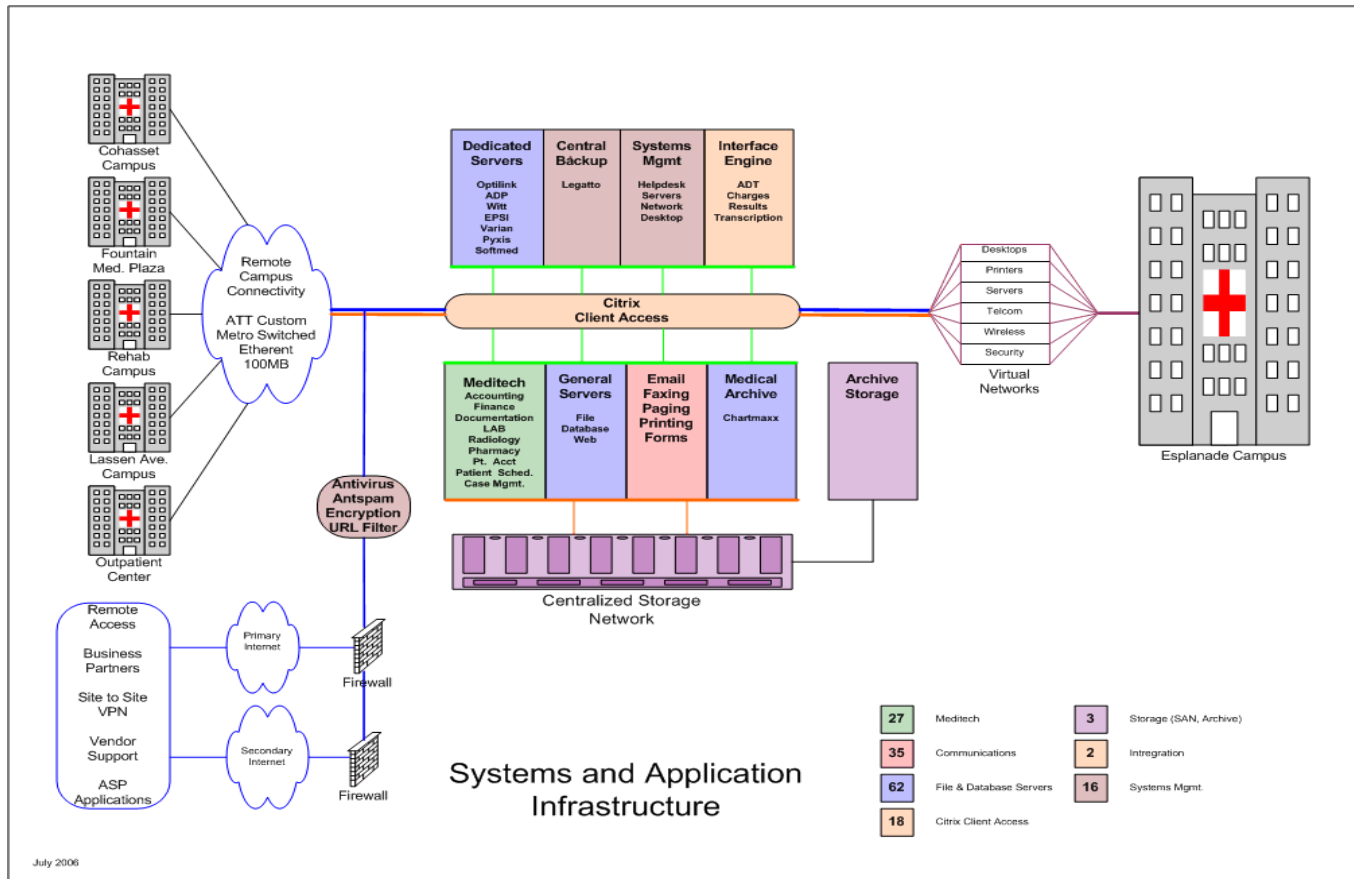 Cohasset
Campus
Fountain
Med. Plaza
Rehab
Campus
Lassen Ave.
Campus
Outpatient
Center
Remote
Campus
Connectivity
ATT Custom
Metro Switched
Etherent
100MB
Dedicated
Servers
Optilink
ADP
Witt
EPSI
Varian
Pyxis
Softmed
Central
Báckup
Legatto
Systems
Mgmt
Helpdesk
Servers
Network
Desktop
Interface
Engine
ADT
Charges
Results
Transcription
Citrix
Client Access
Meditech
Accounting
Finance
Documentation
LAB
Radiology
Pharmacy
Pt. Acct
Patient Sched.
Case Mgmt.
General
Servers
File
Database
Web
Email
Faxing
Paging
Printing
Forms
Medical
Archive
Chartmaxx
Archive
Storage
Desktops
Printers
Servers
Telcom
Wireless
Security
Virtual
Networks
Esplanade Campus
Antivirus
Antspam
Encryption
URL Filter
Centralized Storage
Network
Remote
Access
Business
Partners
Site to Site
VPN
Vendor
Support
ASP
Applications
Primary
Internet
Firewall
Secondary
Internet
Firewall
Systems and Application
Infrastructure
27 Meditech
35 Communications
62 File & Database Servers
18 Citrix Client Access
3 Storage (SAN, Archive)
2 Intregration
16 Systems Mgmt.
July 2006